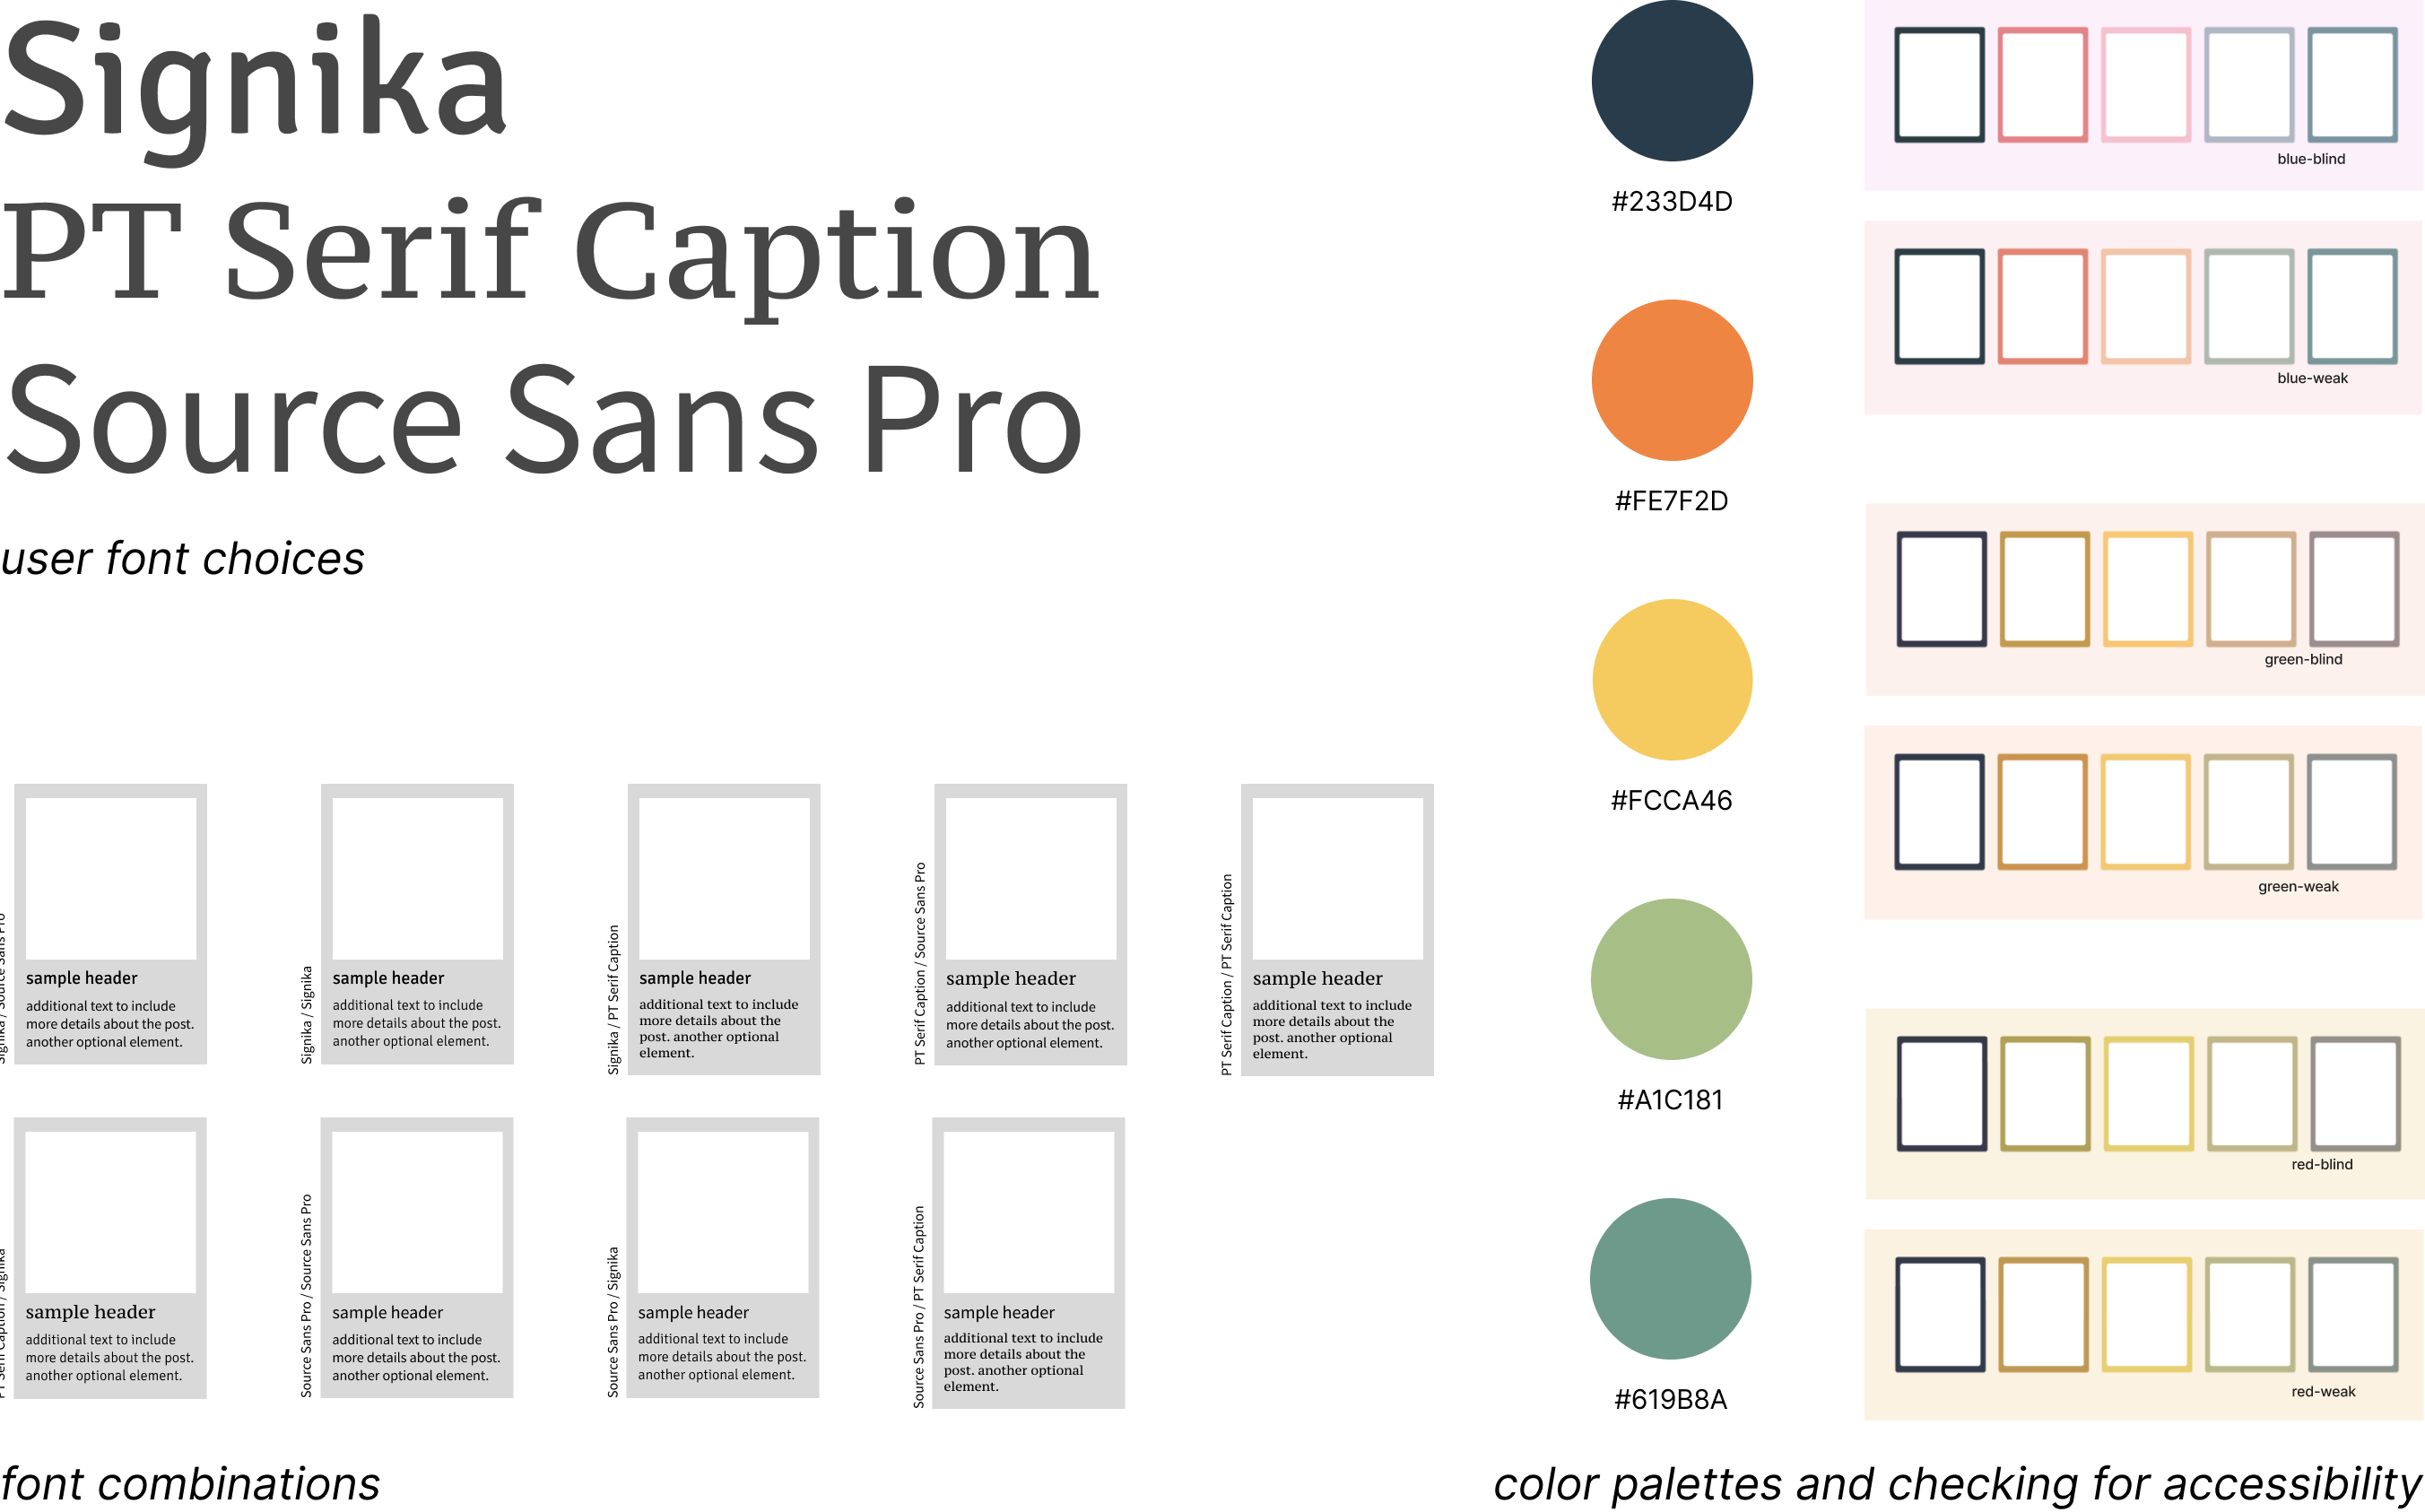 Signika
PT Serif Caption
Source Sans Pro
user font choices
Signika / Source Sans Pro
sample header
additional text to include
more details about the post.
another optional element.
Signika / Signika
sample header
additional text to include
more details about the post.
another optional element.
Signika / PT Serif Caption
sample header
additional text to include
more details about the
post. another optional
element.
PT Serif Caption / Source Sans Pro
sample header
additional text to include
more details about the post.
another optional element.
PT Serif Caption / PT Serif Caption
sample header
additional text to include
more details about the
post. another optional
element.
PT Serif Caption / Signika
sample header
additional text to include
more details about the post.
another optional element.
Source Sans Pro / Source Sans Pro
sample header
additional text to include
more details about the post.
another optional element.
Source Sans Pro / Signika
sample header
additional text to include
more details about the post.
another optional element.
Source Sans Pro / PT Serif Caption
sample header
additional text to include
more details about the
post. another optional
element.
font combinations
#233D4D
#FE7F2D
#FCCA46
#A1C181
#619B8A
blue-blind
blue-weak
green-blind
green-weak
red-blind
red-weak
color palettes and checking for accessibility